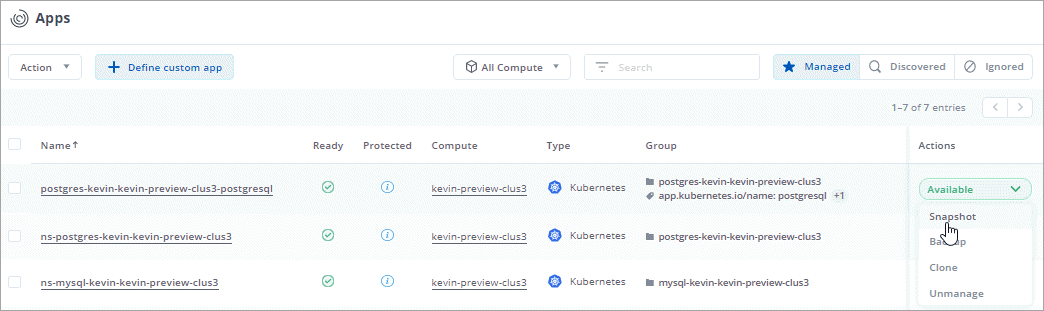 Apps
Action
+ Define custom app
All Compute
Search
Managed
Discovered
Ignored
1–7 of 7 entries
Name↑ Ready Protected Compute Type Group Actions
postgres-kevin-kevin-preview-clus3-postgresql kevin-preview-clus3 Kubernetes postgres-kevin-kevin-preview-clus3 Available
app.kubernetes.io/name: postgresql +1
Snapshot
ns-postgres-kevin-kevin-preview-clus3 kevin-preview-clus3 Kubernetes postgres-kevin-kevin-preview-clus3
Backup
Clone
ns-mysql-kevin-kevin-preview-clus3 kevin-preview-clus3 Kubernetes mysql-kevin-kevin-preview-clus3
Unmanage